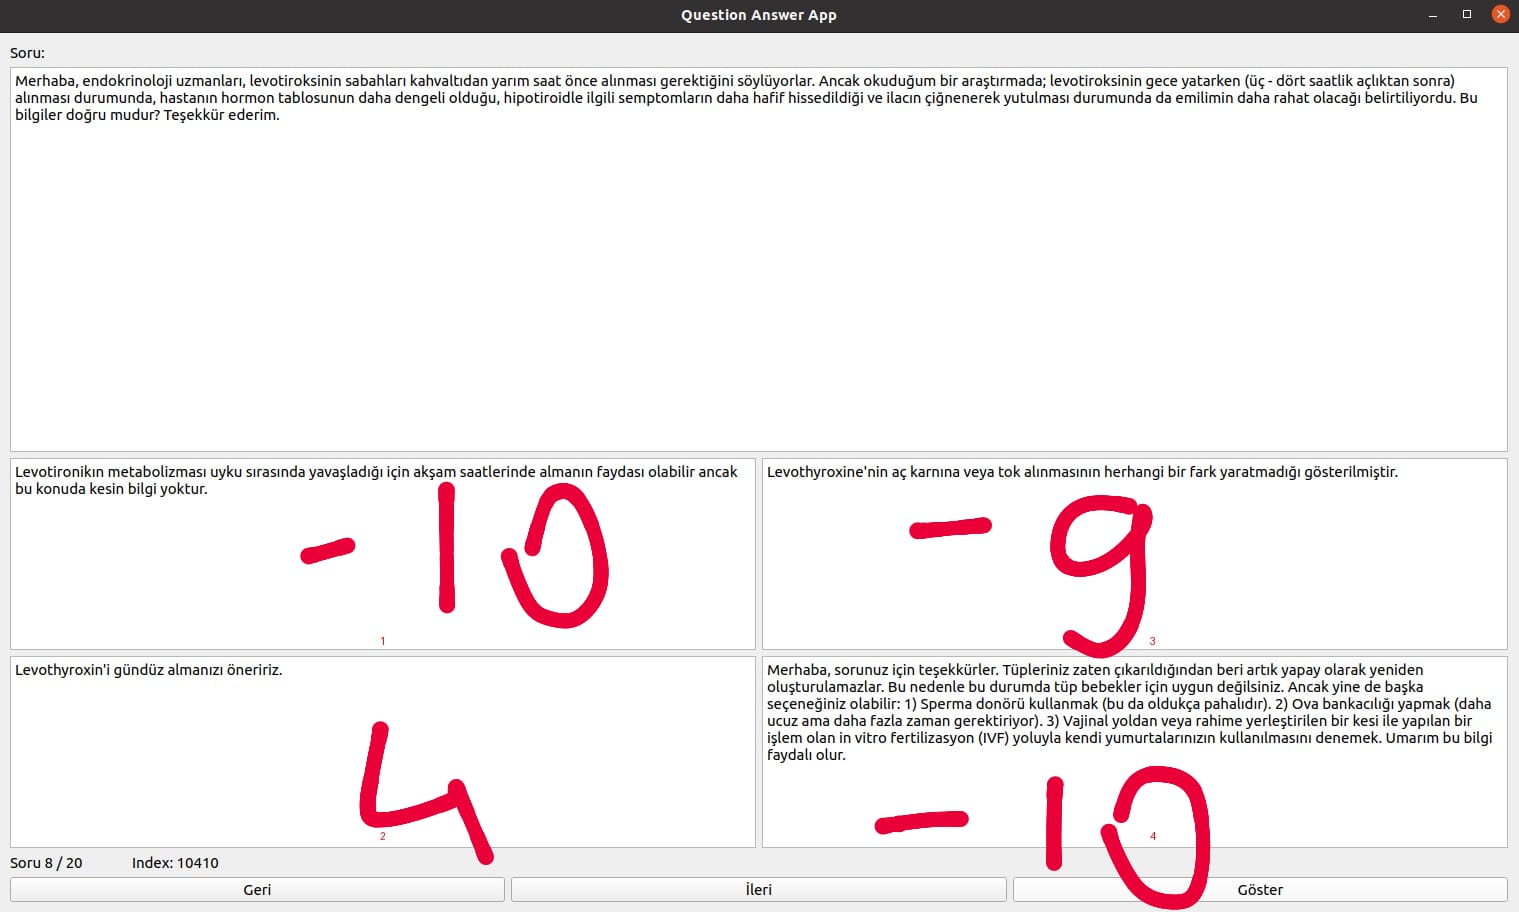 Question Answer App
Soru:
Merhaba, endokrinoloji uzmanları, levotiroksinin sabahları kahvaltıdan yarım saat önce alınması gerektiğini söylüyorlar. Ancak okuduğum bir araştırmada; levotiroksinin gece yatarken (üç - dört saatlik açlıktan sonra)
alınması durumunda, hastanın hormon tablosunun daha dengeli olduğu, hipotiroidle ilgili semptomların daha hafif hissedildiği ve ilacın çiğnenerek yutulması durumunda da emilimin daha rahat olacağı belirtiliyordu. Bu
bilgiler doğru mudur? Teşekkür ederim.
Levotironikın metabolizması uyku sırasında yavaşladığı için akşam saatlerinde almanın faydası olabilir ancak
bu konuda kesin bilgi yoktur.
-10
1
Levothyroxine'nin aç karnına veya tok alınmasının herhangi bir fark yaratmadığı gösterilmiştir.
-9
3
Levothyroxin'i gündüz almanızı öneririz.
4
2
Merhaba, sorunuz için teşekkürler. Tüpleriniz zaten çıkarıldığından beri artık yapay olarak yeniden
oluşturulamazlar. Bu nedenle bu durumda tüp bebekler için uygun değilsiniz. Ancak yine de başka
seçeneğiniz olabilir: 1) Sperma donörü kullanmak (bu da oldukça pahalıdır). 2) Ova bankacılığı yapmak (daha
ucuz ama daha fazla zaman gerektiriyor). 3) Vajinal yoldan veya rahime yerleştirilen bir kesi ile yapılan bir
işlem olan in vitro fertilizasyon (IVF) yoluyla kendi yumurtalarınızın kullanılmasını denemek. Umarım bu bilgi
faydalı olur.
-10
4
Soru 8 / 20 Index: 10410
Geri İleri Göster